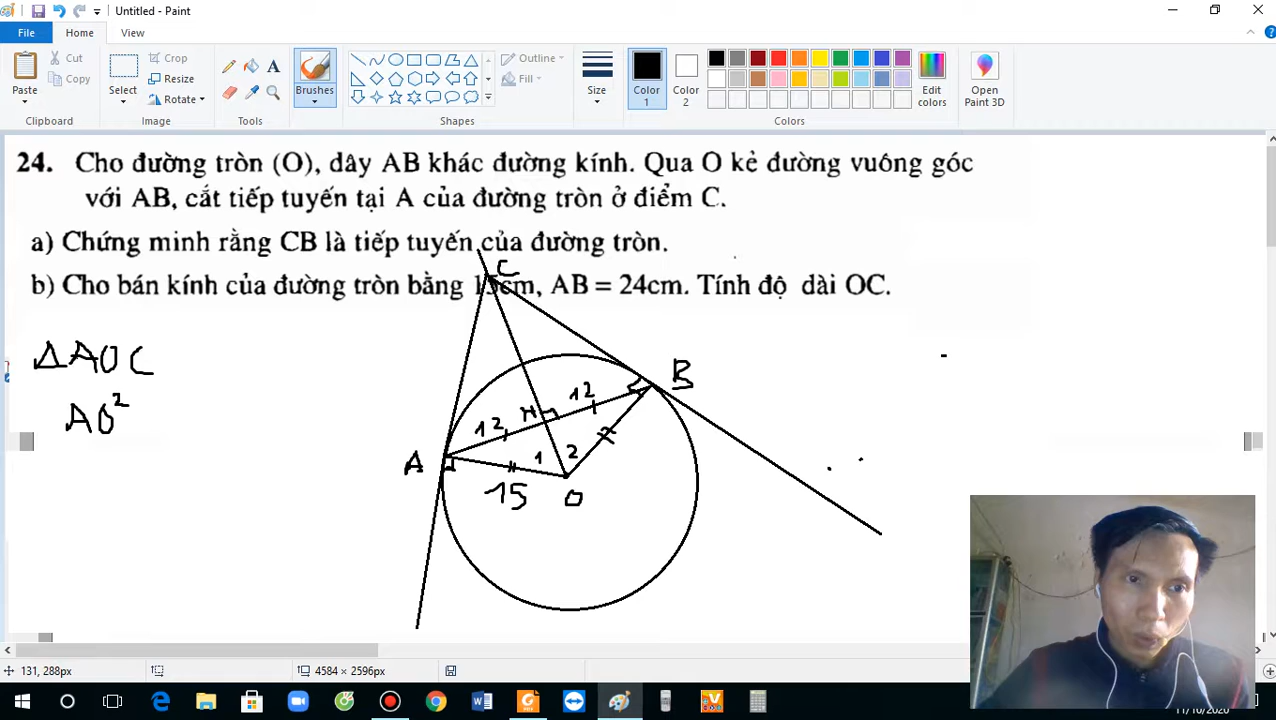 Untitled - Paint
File
Home
View
Paste
Cut
Copy
Clipboard
Select
Crop
Resize
Rotate
Image
A
Tools
Brushes
Outline
Fill
Shapes
Size
Color
1
Color
2
Edit
colors
Colors
Open
Paint 3D
24. Cho đường tròn (O), dây AB khác đường kính. Qua O kẻ đường vuông góc
với AB, cắt tiếp tuyến tại A của đường tròn ở điểm C.
a) Chứng minh rằng CB là tiếp tuyến của đường tròn.
b) Cho bán kính của đường tròn bằng 15cm, AB = 24cm. Tính độ dài OC.
C
ΔAOC
AO²
B
12
H
12
A
1
2
15
O
131, 288px
4584 × 2596px
11/10/2020